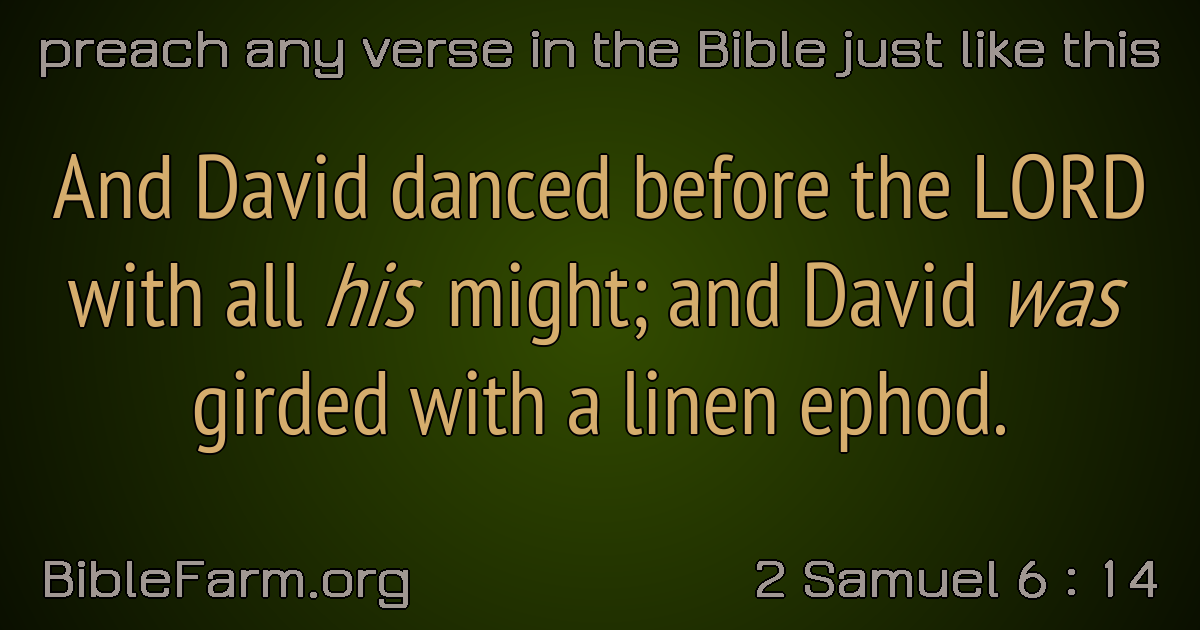 preach any verse in the Bible just like this
And David danced before the LORD
with all his might; and David was
girded with a linen ephod.
BibleFarm.org
2 Samuel 6 : 14